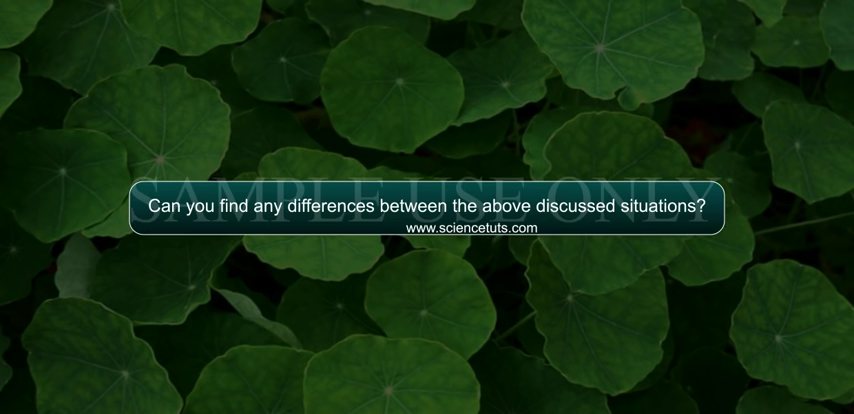 SAMPLE USE ONLY
Can you find any differences between the above discussed situations?
www.sciencetuts.com